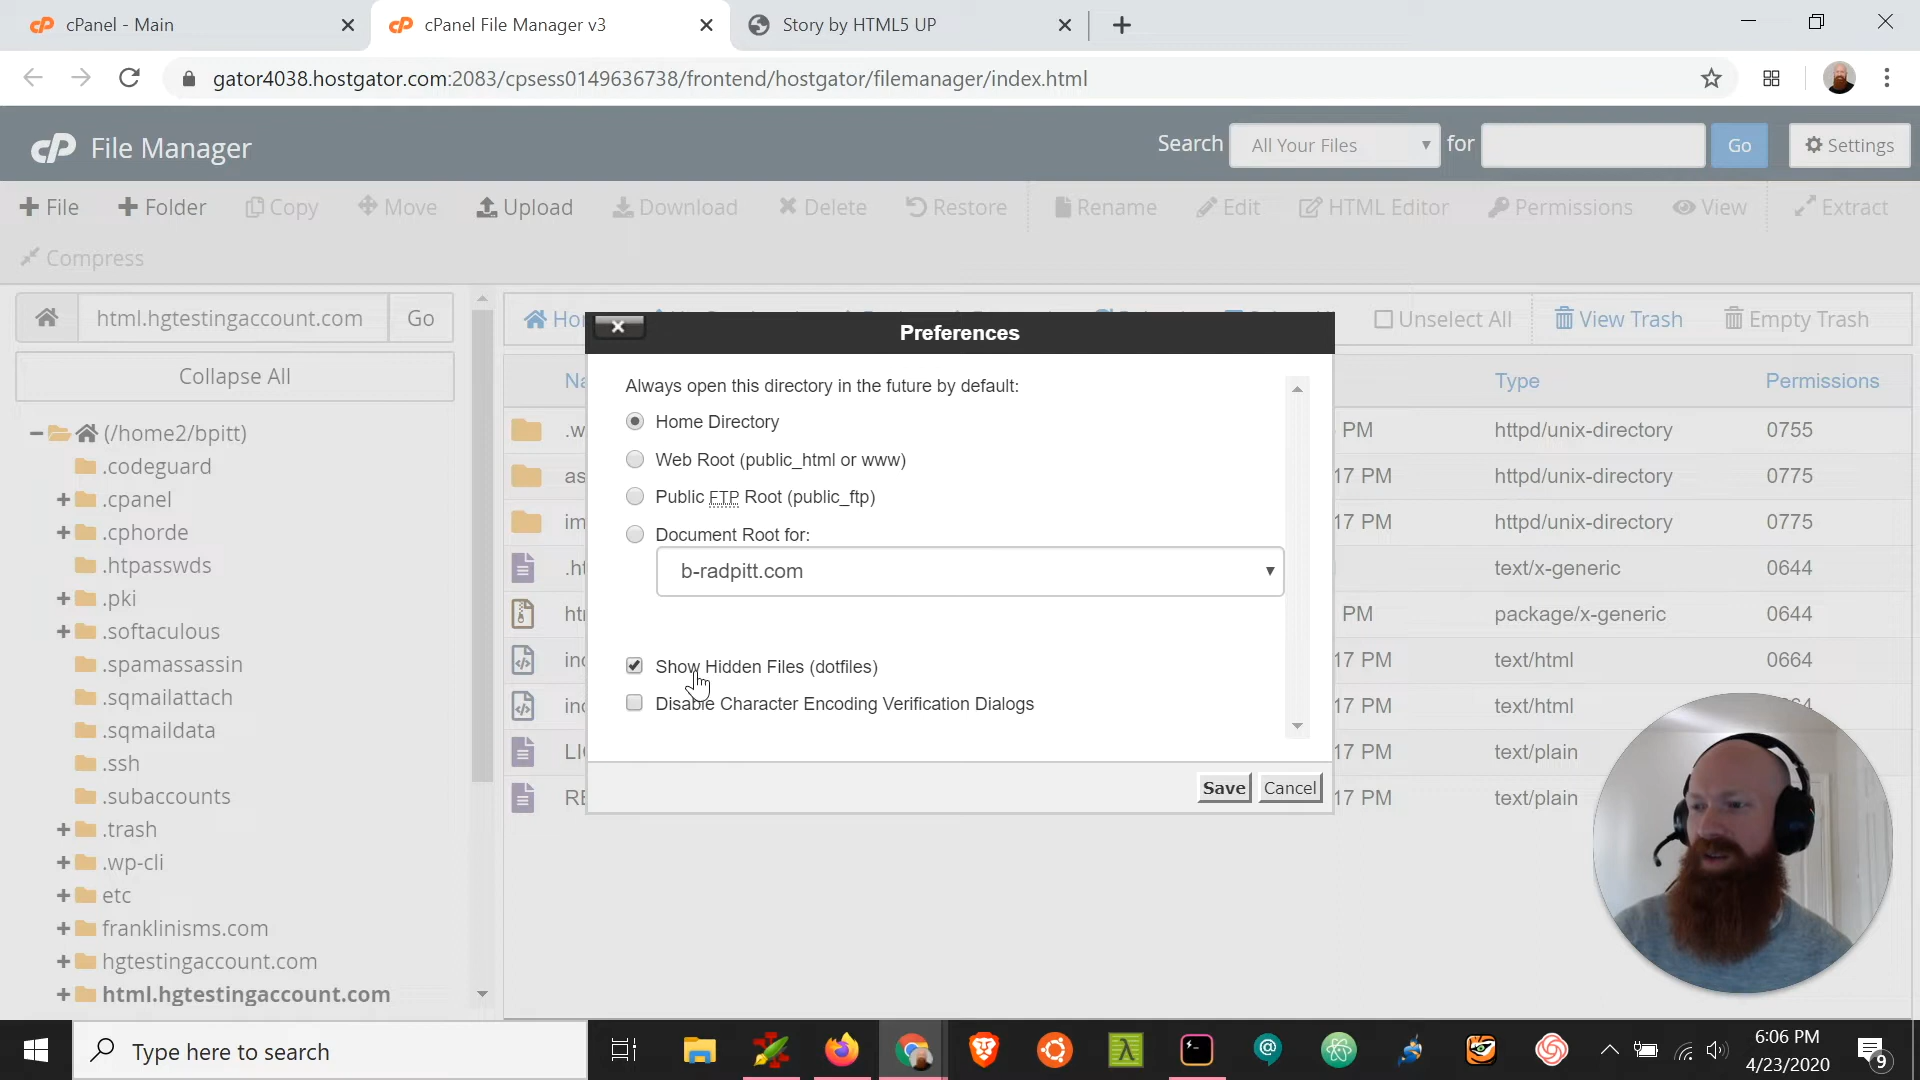 cPanel - Main
cPanel File Manager v3
Story by HTML5 UP
gator4038.hostgator.com:2083/cpsess0149636738/frontend/hostgator/filemanager/index.html
cP File Manager
Search All Your Files for Go Settings
File Folder Copy Move Upload Download Delete Restore Rename Edit HTML Editor Permissions View Extract
Compress
html.hgtestingaccount.com Go
Collapse All
(/home2/bpitt)
.codeguard
.cpanel
.cphorde
.htpasswds
.pki
.softaculous
.spamassassin
.sqmailattach
.sqmaildata
.ssh
.subaccounts
.trash
.wp-cli
etc
franklinisms.com
hgtestingaccount.com
html.hgtestingaccount.com
Unselect All View Trash Empty Trash
Type Permissions
PM httpd/unix-directory 0755
17 PM httpd/unix-directory 0775
17 PM httpd/unix-directory 0775
text/x-generic 0644
PM package/x-generic 0644
17 PM text/html 0664
17 PM text/html
17 PM text/plain
17 PM text/plain
Preferences
Always open this directory in the future by default:
Home Directory
Web Root (public_html or www)
Public FTP Root (public_ftp)
Document Root for:
b-radpitt.com
Show Hidden Files (dotfiles)
Disable Character Encoding Verification Dialogs
Save Cancel
Type here to search
6:06 PM
4/23/2020
9